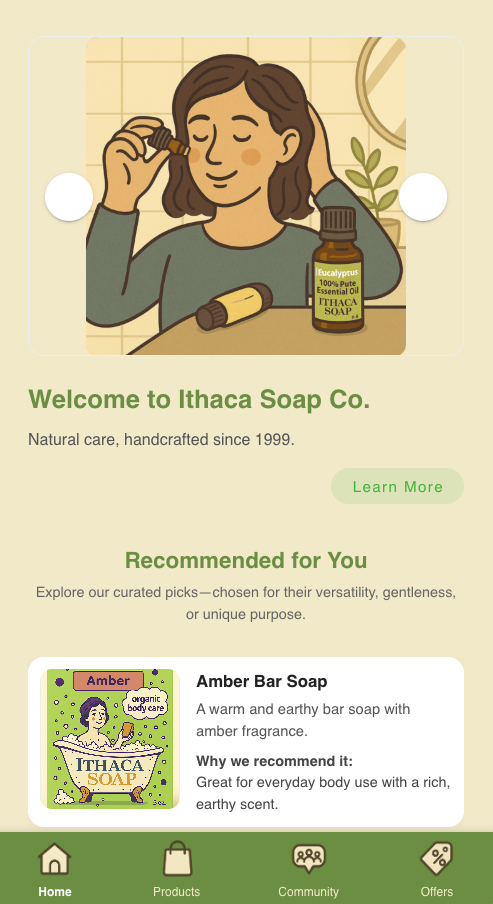 Eucalyptus
100% Pute
Essential Oil
ITHACA
SOAP
Welcome to Ithaca Soap Co.
Natural care, handcrafted since 1999.
Learn More
Recommended for You
Explore our curated picks—chosen for their versatility, gentleness,
or unique purpose.
Amber
organic
body care
ITHACA
SOAP
Amber Bar Soap
A warm and earthy bar soap with
amber fragrance.
Why we recommend it:
Great for everyday body use with a rich,
earthy scent.
Home
Products
Community
Offers